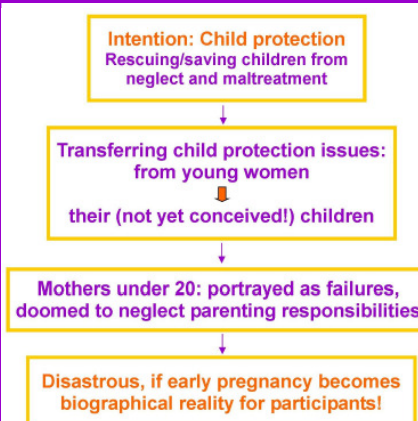 Intention: Child protection
Rescuing/saving children from
neglect and maltreatment
Transferring child protection issues:
from young women
their (not yet conceived!) children
Mothers under 20: portrayed as failures,
doomed to neglect parenting responsibilities
Disastrous, if early pregnancy becomes
biographical reality for participants!